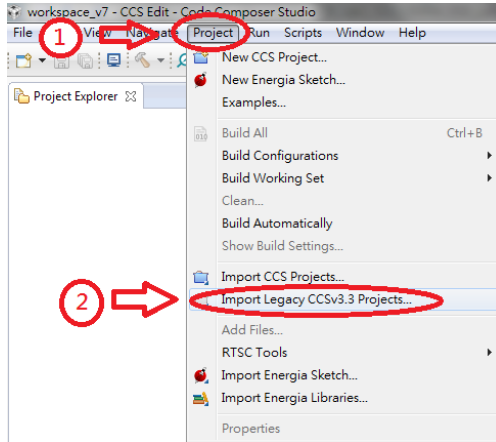 workspace_v7 - CCS Edit - Code Composer Studio
File View Navigate Project Run Scripts Window Help
1
Project Explorer
New CCS Project...
New Energia Sketch...
Examples...
Build All Ctrl+B
Build Configurations
Build Working Set
Clean...
Build Automatically
Show Build Settings...
Import CCS Projects...
2
Import Legacy CCSv3.3 Projects...
Add Files...
RTSC Tools
Import Energia Sketch...
Import Energia Libraries...
Properties